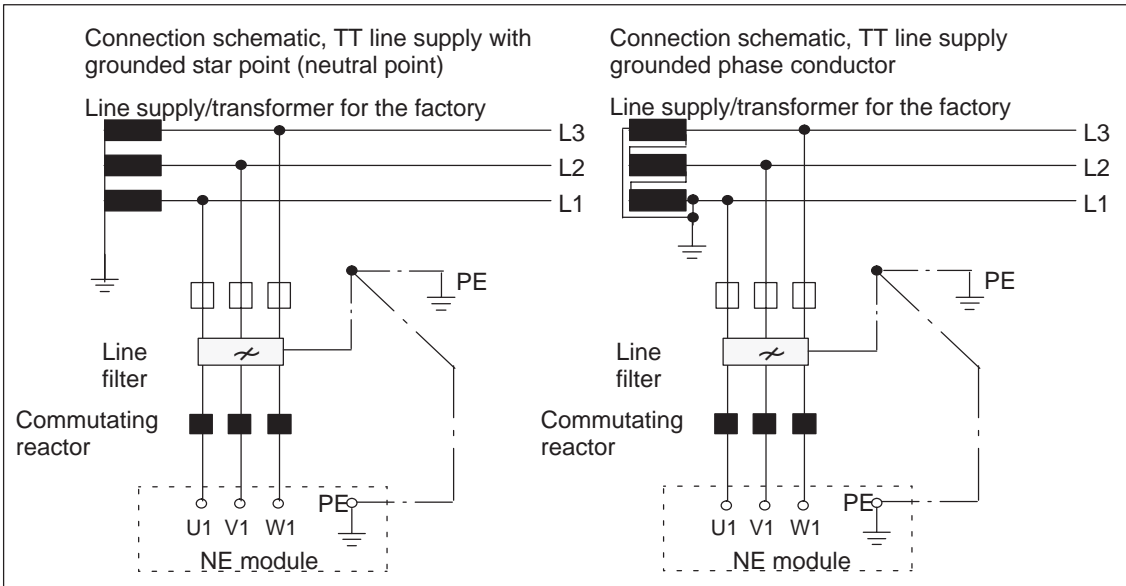 Connection schematic, TT line supply with
grounded star point (neutral point)
Line supply/transformer for the factory
L3
L2
L1
PE
Line
filter
Commutating
reactor
PE
U1 V1 W1
NE module
Connection schematic, TT line supply
grounded phase conductor
Line supply/transformer for the factory
L3
L2
L1
PE
Line
filter
Commutating
reactor
PE
U1 V1 W1
NE module